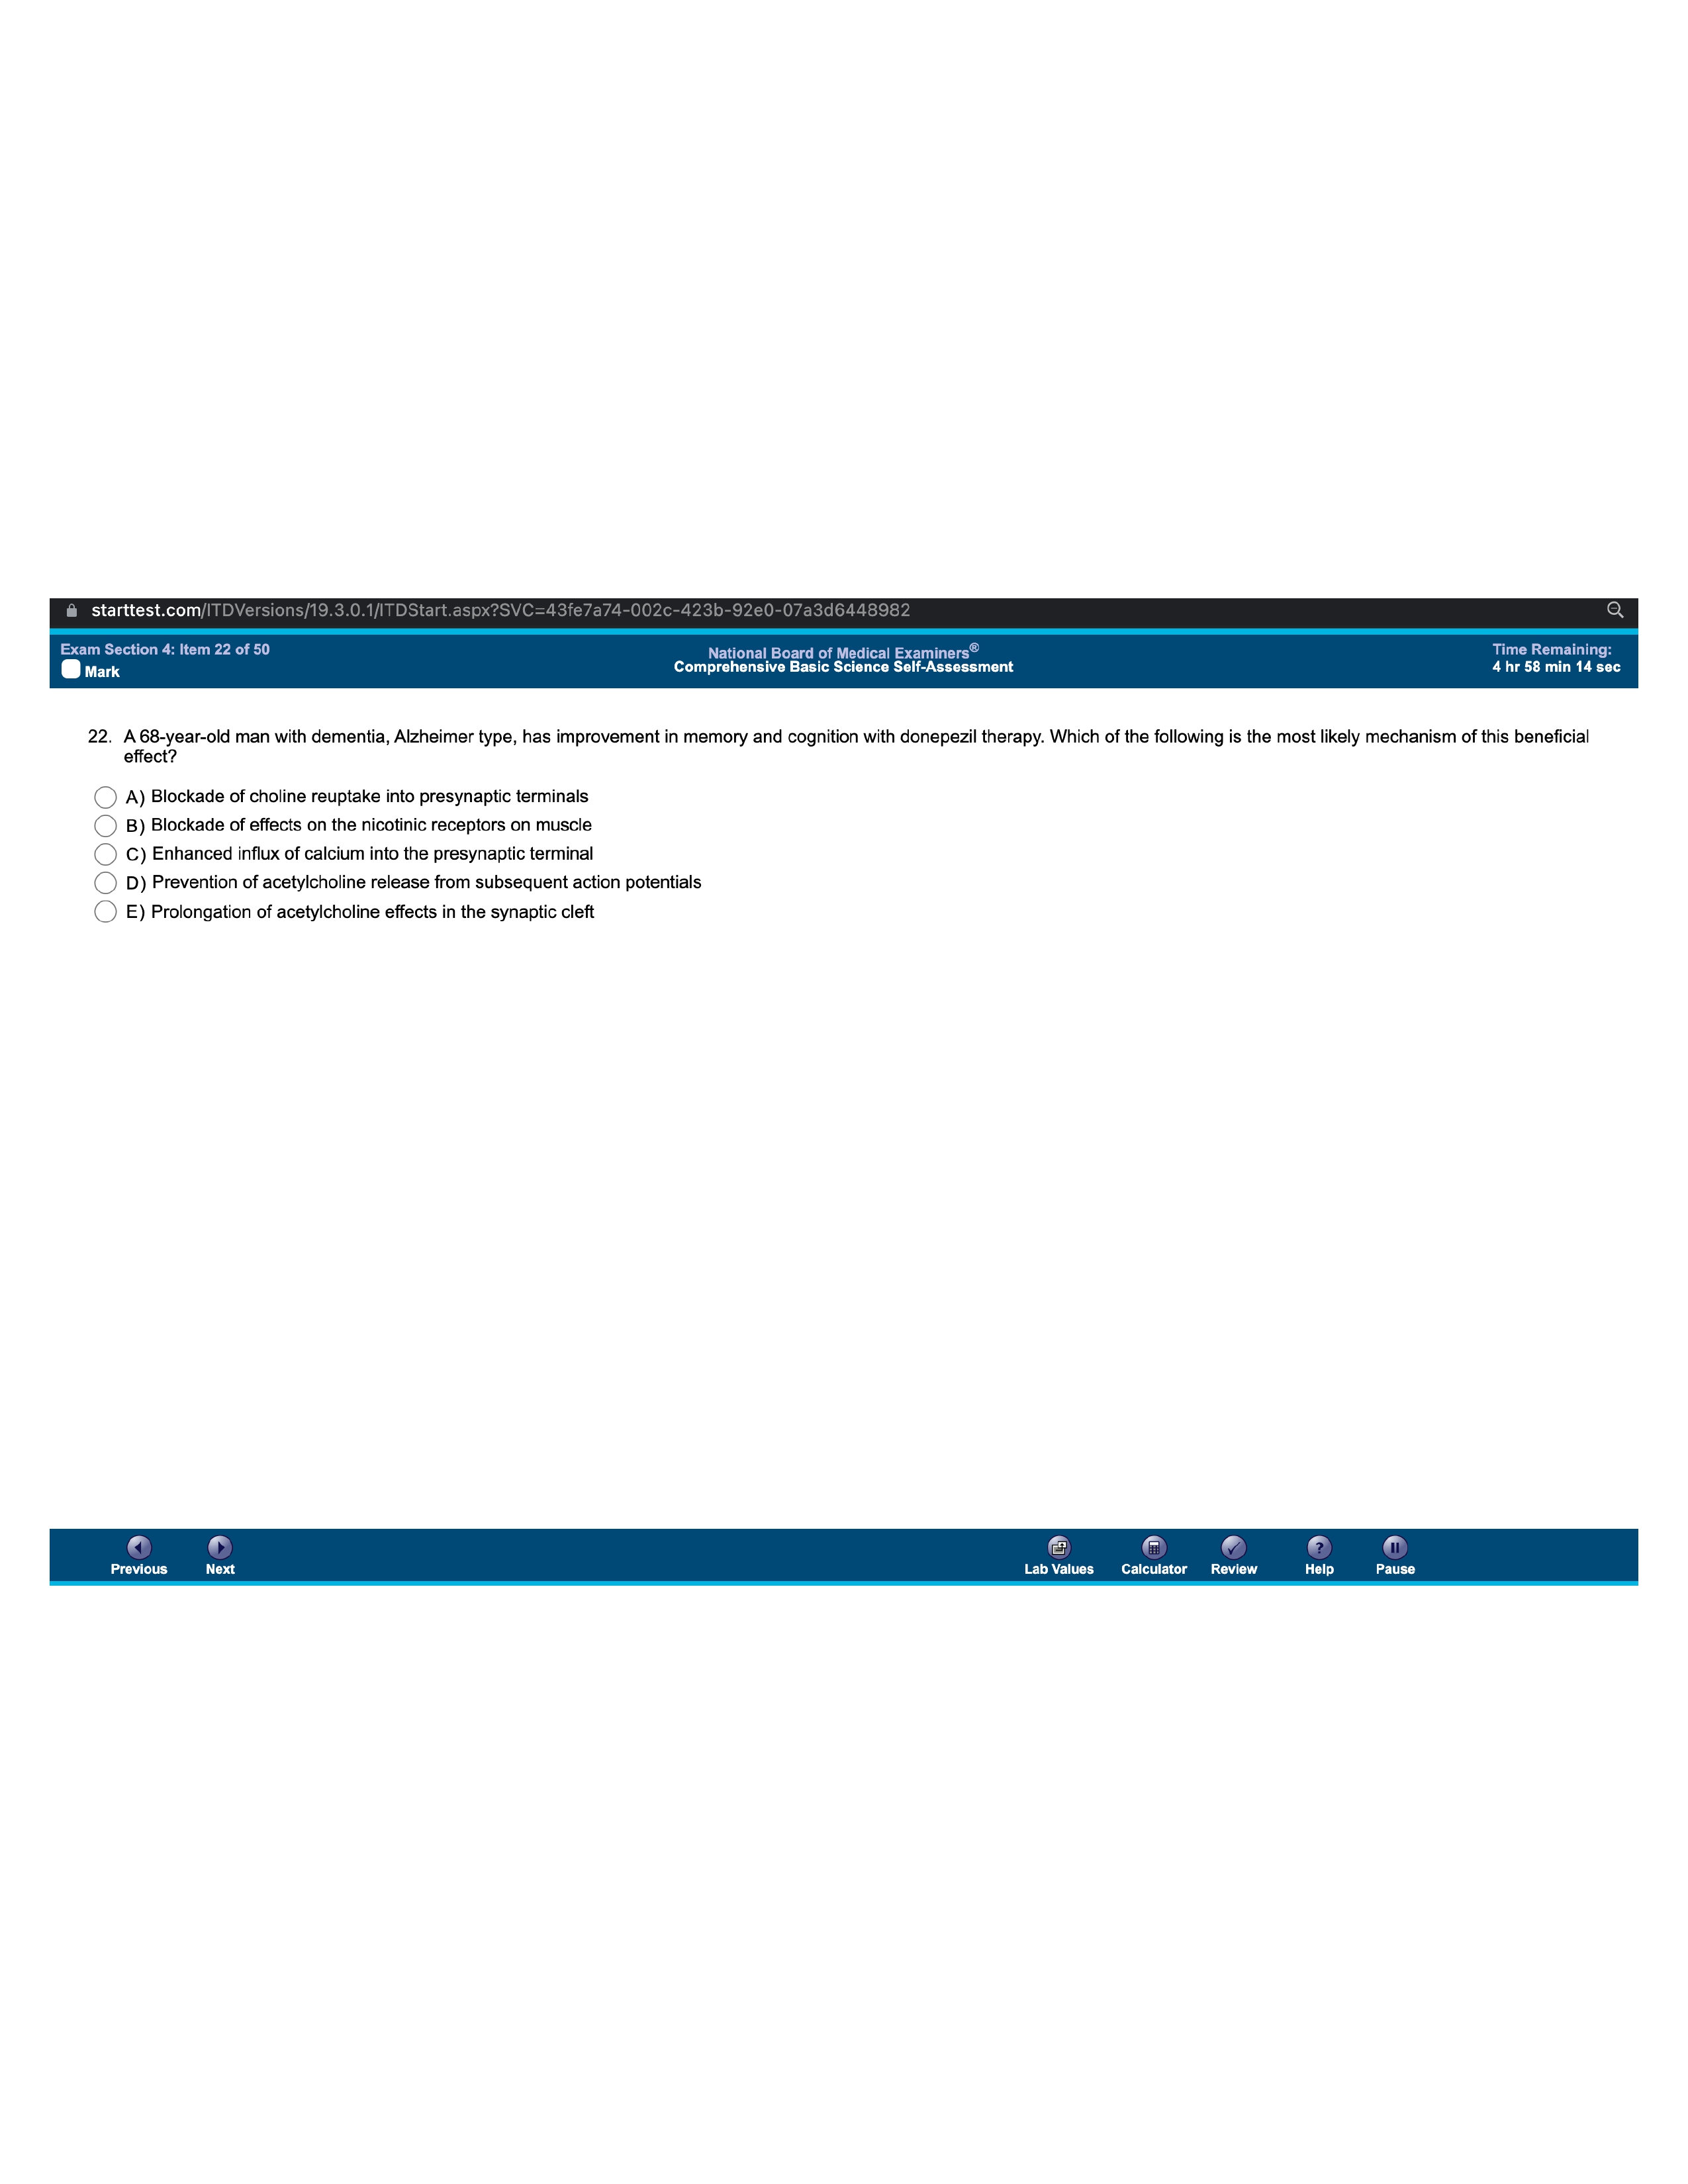 starttest.com/ITDVersions/19.3.0.1/ITDStart.aspx?SVC=43fe7a74-002c-423b-92e0-07a3d6448982
Exam Section 4: Item 22 of 50
Mark
National Board of Medical Examiners®
Comprehensive Basic Science Self-Assessment
Time Remaining:
4 hr 58 min 14 sec
22. A 68-year-old man with dementia, Alzheimer type, has improvement in memory and cognition with donepezil therapy. Which of the following is the most likely mechanism of this beneficial
effect?
A) Blockade of choline reuptake into presynaptic terminals
B) Blockade of effects on the nicotinic receptors on muscle
C) Enhanced influx of calcium into the presynaptic terminal
D) Prevention of acetylcholine release from subsequent action potentials
E) Prolongation of acetylcholine effects in the synaptic cleft
Previous Next Lab Values Calculator Review Help Pause